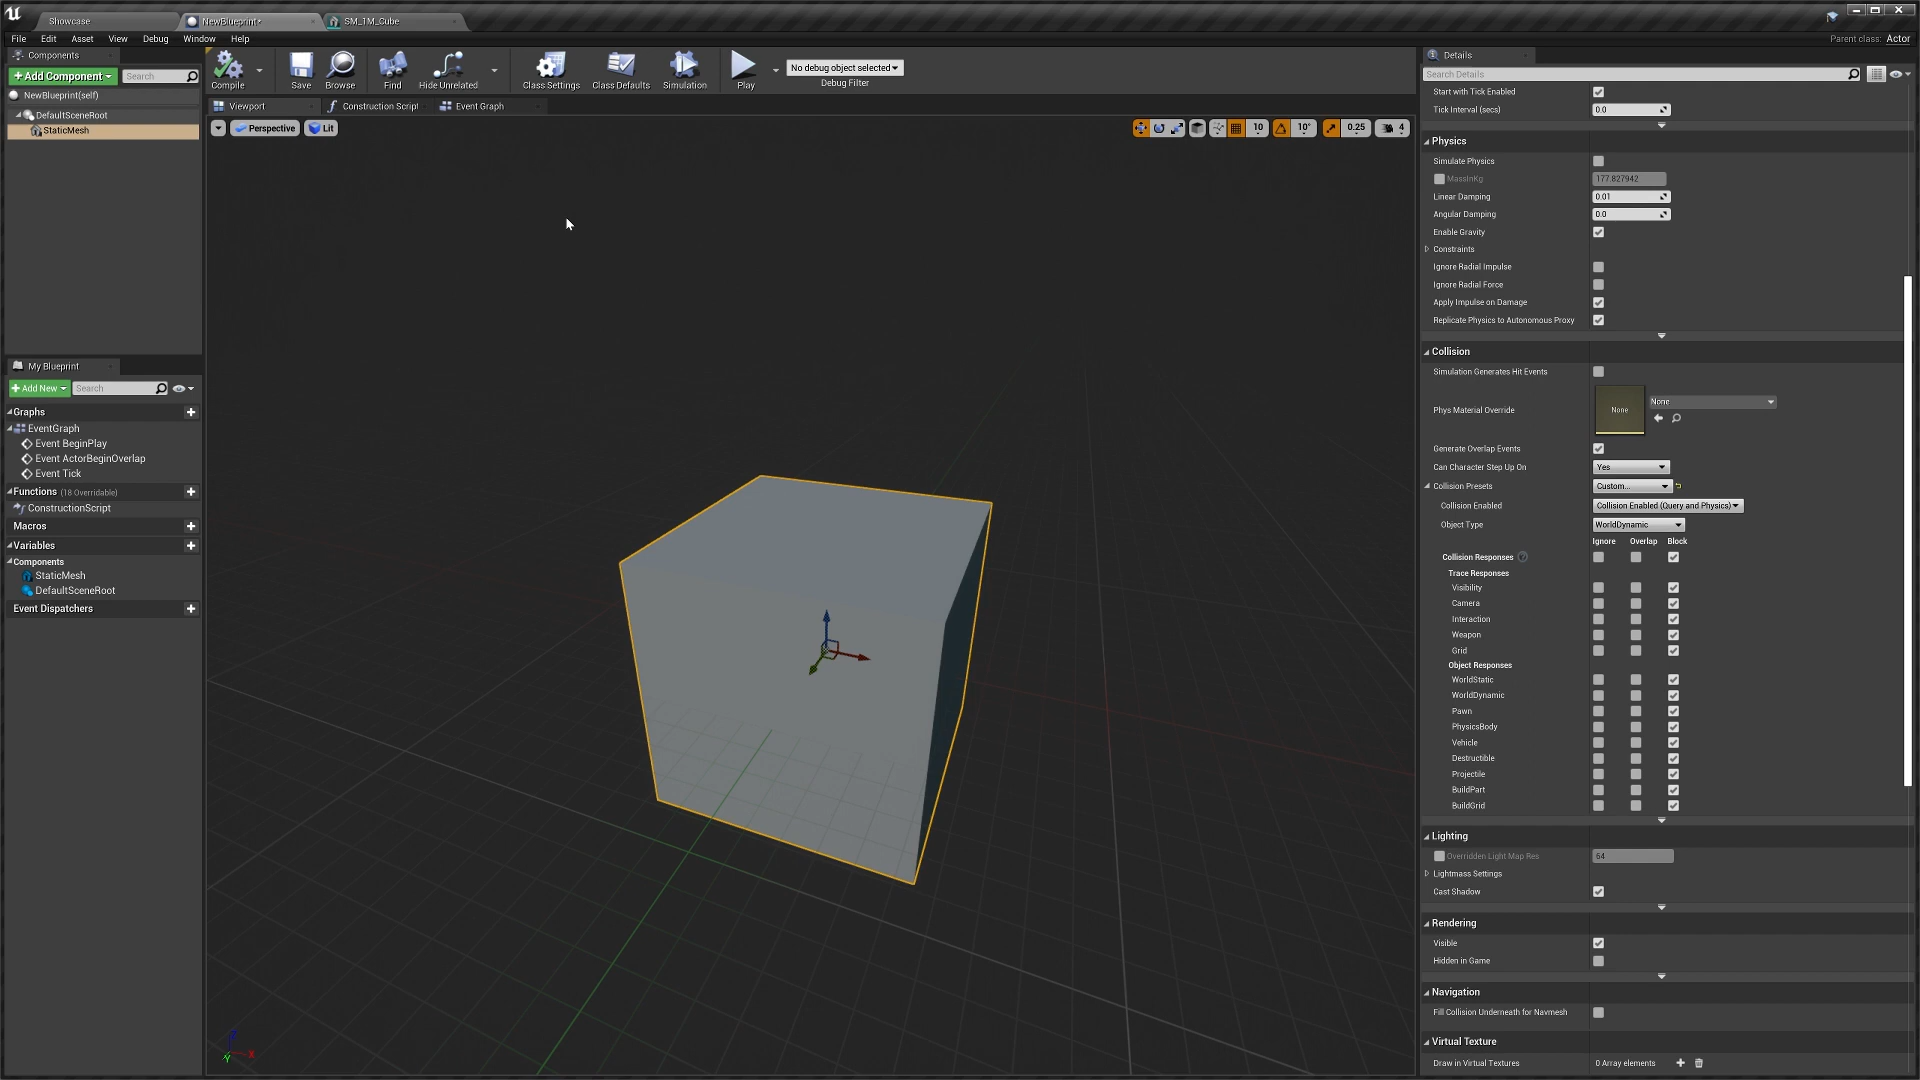 Showcase
NewBlueprint*
SM_1M_Cube
File Edit Asset View Debug Window Help
Parent class: Actor
Components
+Add Component
Search
NewBlueprint(self)
DefaultSceneRoot
StaticMesh
Compile
Save
Browse
Find
Hide Unrelated
Class Settings
Class Defaults
Simulation
Play
No debug object selected
Debug Filter
Viewport
Construction Script
Event Graph
Perspective
Lit
10
10°
0.25
4
My Blueprint
+Add New
Search
Graphs
EventGraph
Event BeginPlay
Event ActorBeginOverlap
Event Tick
Functions (18 Overridable)
ConstructionScript
Macros
Variables
Components
StaticMesh
DefaultSceneRoot
Event Dispatchers
Z
X
Y
Details
Search Details
Start with Tick Enabled
Tick Interval (secs) 0.0
Physics
Simulate Physics
MassInKg 177.827942
Linear Damping 0.01
Angular Damping 0.0
Enable Gravity
Constraints
Ignore Radial Impulse
Ignore Radial Force
Apply Impulse on Damage
Replicate Physics to Autonomous Proxy
Collision
Simulation Generates Hit Events
Phys Material Override None None
Generate Overlap Events
Can Character Step Up On Yes
Collision Presets Custom...
Collision Enabled Collision Enabled (Query and Physics)
Object Type WorldDynamic
Ignore Overlap Block
Collision Responses
Trace Responses
Visibility
Camera
Interaction
Weapon
Grid
Object Responses
WorldStatic
WorldDynamic
Pawn
PhysicsBody
Vehicle
Destructible
Projectile
BuildPart
BuildGrid
Lighting
Overridden Light Map Res 64
Lightmass Settings
Cast Shadow
Rendering
Visible
Hidden in Game
Navigation
Fill Collision Underneath for Navmesh
Virtual Texture
Draw in Virtual Textures 0 Array elements